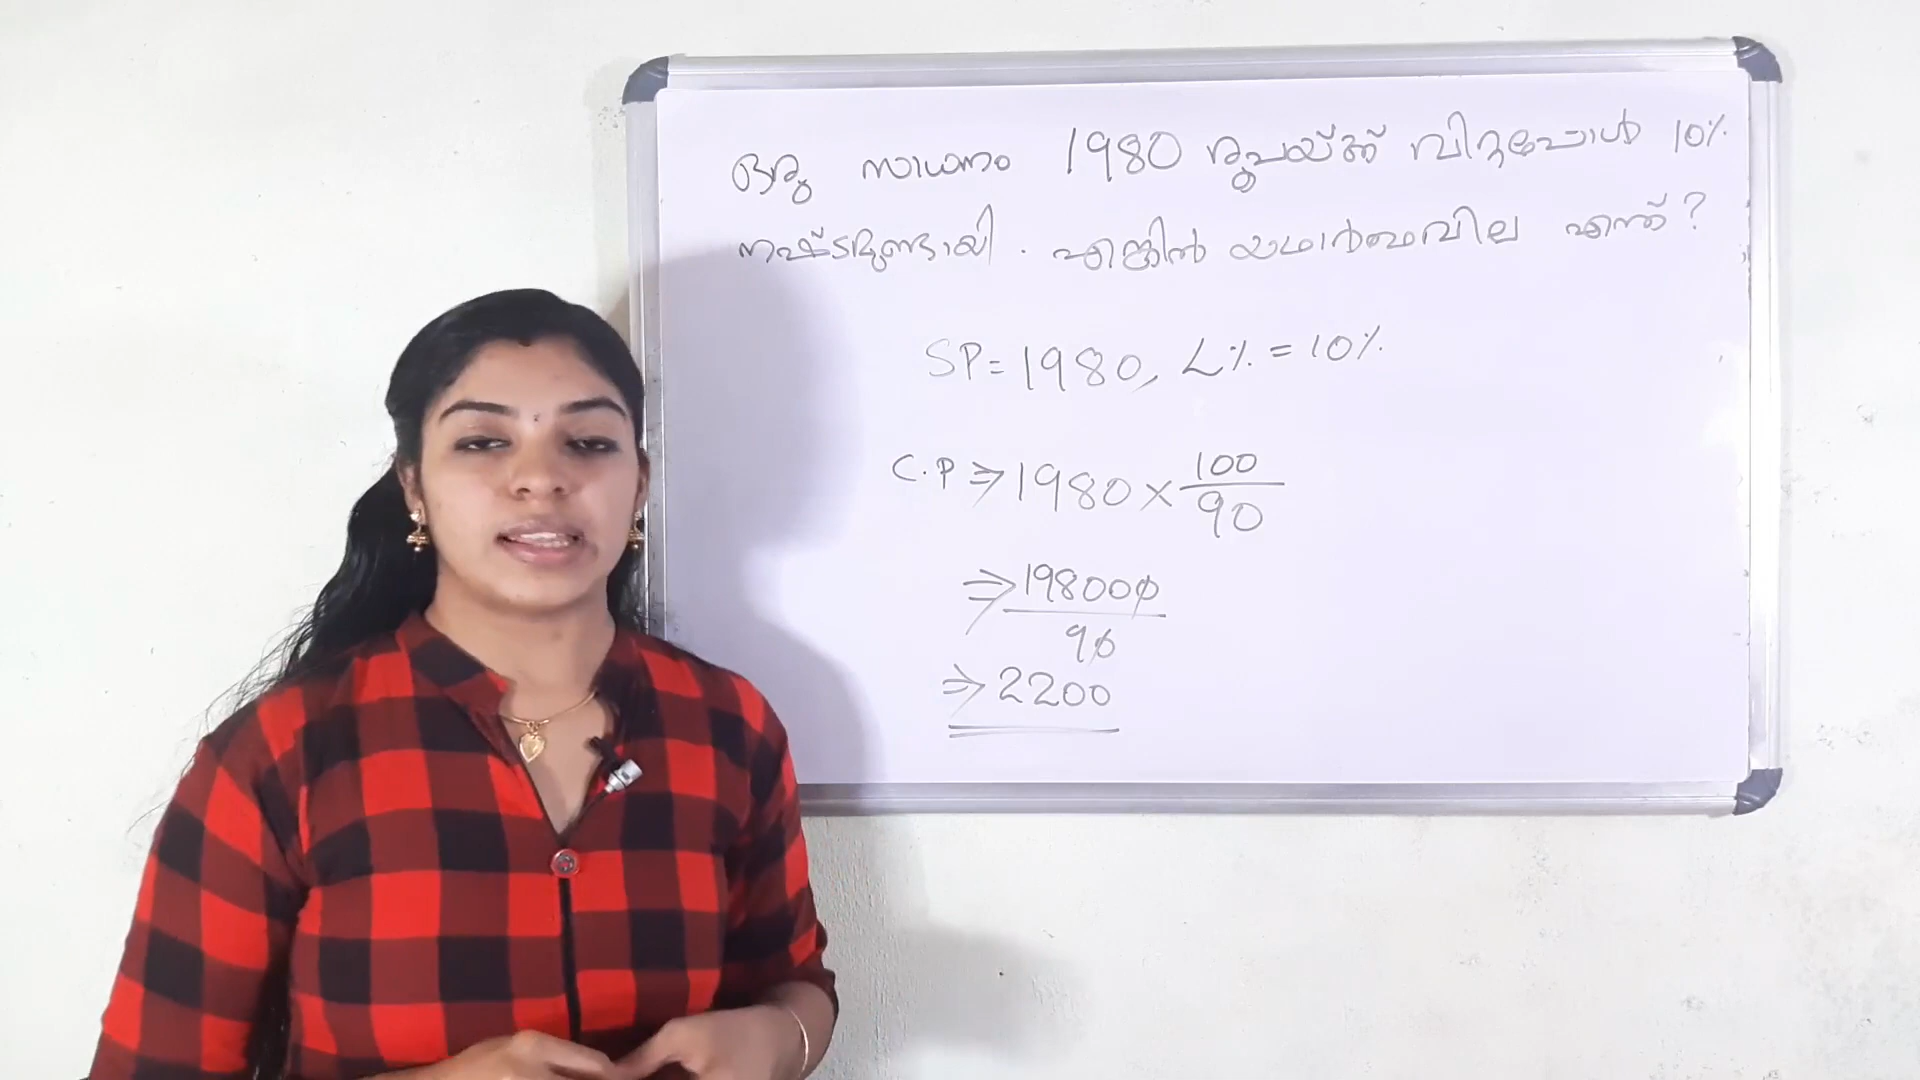 ഒരു സാധനം 1980 രൂപയ്ക്ക് വിറ്റപ്പോൾ 10%
നഷ്ടമുണ്ടായി. എങ്കിൽ യഥാർത്ഥവില എന്ത്?
SP = 1980, L% = 10%
C.P ⇒ 1980 × 100/90
⇒ 198000/90
⇒ 2200